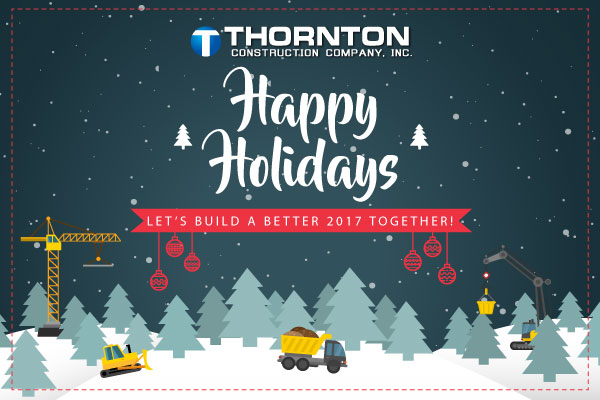 T THORNTON
CONSTRUCTION COMPANY, INC.
Happy
Holidays
LET'S BUILD A BETTER 2017 TOGETHER!